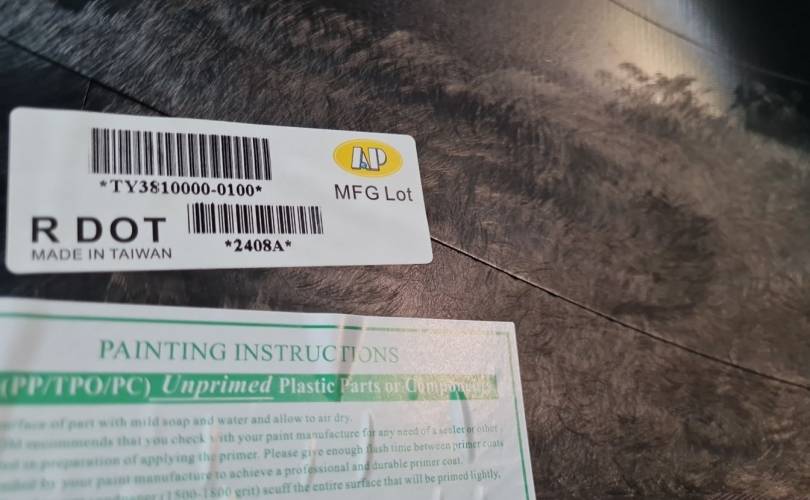 *TY3810000-0100*
AP
MFG Lot
R DOT
*2408A*
MADE IN TAIWAN
PAINTING INSTRUCTIONS
(PP/TPO/PC) Unprimed Plastic Parts or Components
surface of part with mild soap and water and allow to air dry.
recommends that you check with your paint manufacture for any need of a sealer or other
in preparation of applying the primer. Please give enough flash time between primer coats
by your paint manufacture to achieve a professional and durable primer coat.
(1500-1800 grit) scuff the entire surface that will be primed lightly,